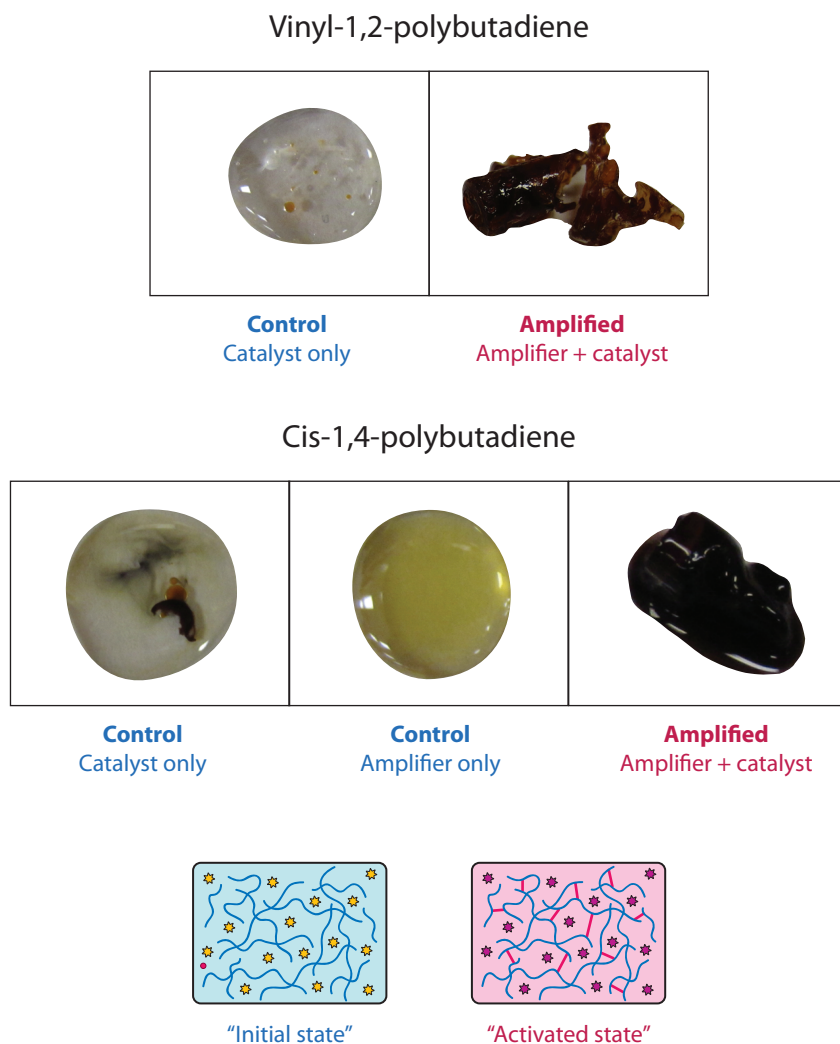 Vinyl-1,2-polybutadiene
Control
Catalyst only
Amplified
Amplifier + catalyst
Cis-1,4-polybutadiene
Control
Catalyst only
Control
Amplifier only
Amplified
Amplifier + catalyst
“Initial state”
“Activated state”